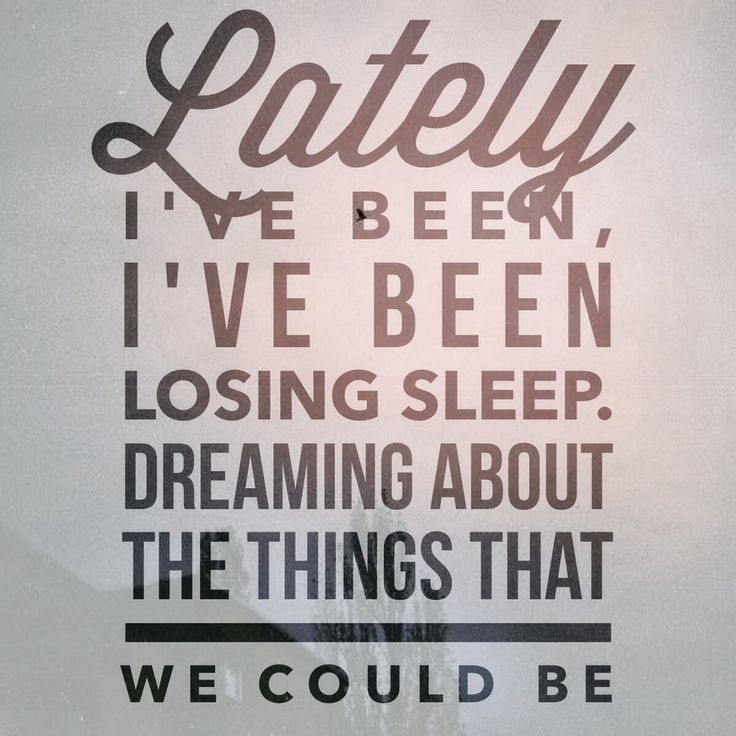 Lately
I'VE BEEN,
I'VE BEEN
LOSING SLEEP.
DREAMING ABOUT
THE THINGS THAT
WE COULD BE